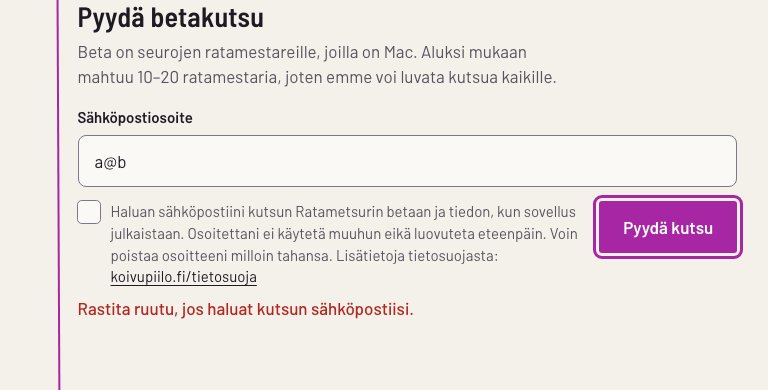 Pyydä betakutsu
Beta on seurojen ratamestareille, joilla on Mac. Aluksi mukaan
mahtuu 10–20 ratamestaria, joten emme voi luvata kutsua kaikille.
Sähköpostiosoite
a@b
Haluan sähköpostiini kutsun Ratametsurin betaan ja tiedon, kun sovellus
julkaistaan. Osoitettani ei käytetä muuhun eikä luovuteta eteenpäin. Voin
poistaa osoitteeni milloin tahansa. Lisätietoja tietosuojasta:
koivupiilo.fi/tietosuoja
Pyydä kutsu
Rastita ruutu, jos haluat kutsun sähköpostiisi.